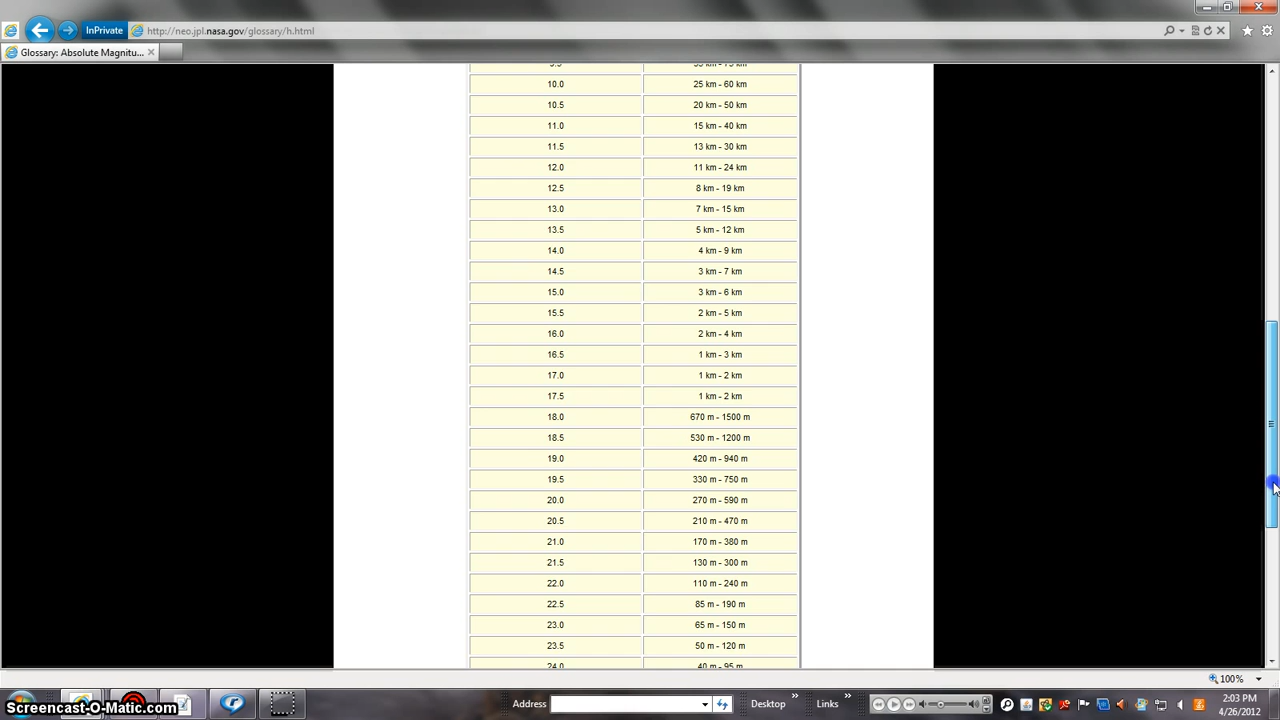 InPrivate
http://neo.jpl.nasa.gov/glossary/h.html
Glossary: Absolute Magnitu...
10.0 25 km - 60 km
10.5 20 km - 50 km
11.0 15 km - 40 km
11.5 13 km - 30 km
12.0 11 km - 24 km
12.5 8 km - 19 km
13.0 7 km - 15 km
13.5 5 km - 12 km
14.0 4 km - 9 km
14.5 3 km - 7 km
15.0 3 km - 6 km
15.5 2 km - 5 km
16.0 2 km - 4 km
16.5 1 km - 3 km
17.0 1 km - 2 km
17.5 1 km - 2 km
18.0 670 m - 1500 m
18.5 530 m - 1200 m
19.0 420 m - 940 m
19.5 330 m - 750 m
20.0 270 m - 590 m
20.5 210 m - 470 m
21.0 170 m - 380 m
21.5 130 m - 300 m
22.0 110 m - 240 m
22.5 85 m - 190 m
23.0 65 m - 150 m
23.5 50 m - 120 m
24.0 40 m - 95 m
100%
Address Desktop Links 2:03 PM
Screencast-O-Matic.com 4/26/2012